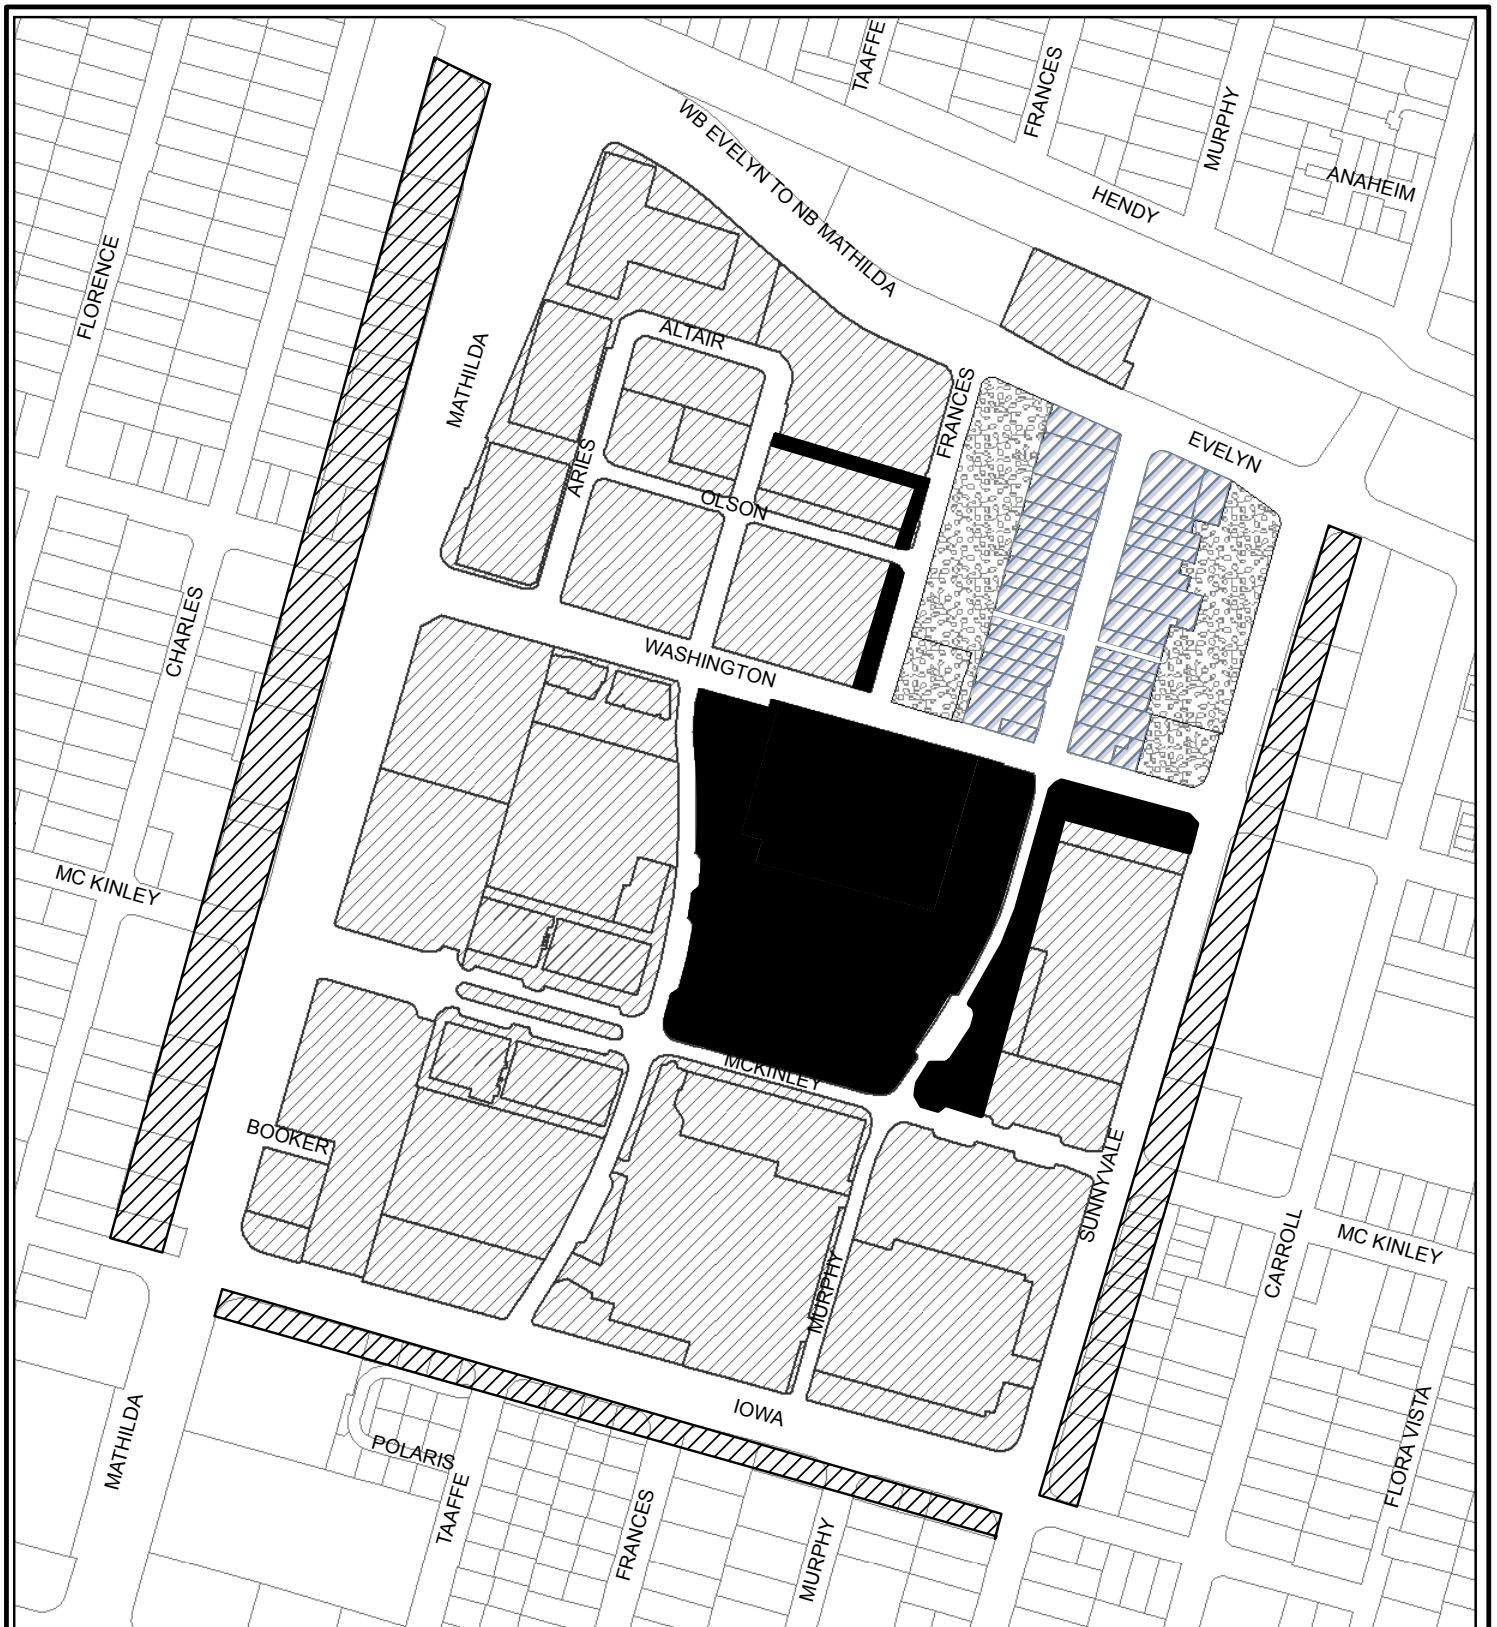 TAAFFE
FRANCES
MURPHY
ANAHEIM
HENDY
WB EVELYN TO NB MATHILDA
FLORENCE
MATHILDA
ALTAIR
FRANCES
EVELYN
ARIES
OLSON
CHARLES
WASHINGTON
MC KINLEY
MCKINLEY
BOOKER
SUNNYVALE
MURPHY
CARROLL
MC KINLEY
IOWA
MATHILDA
POLARIS
TAAFFE
FRANCES
MURPHY
FLORA VISTA